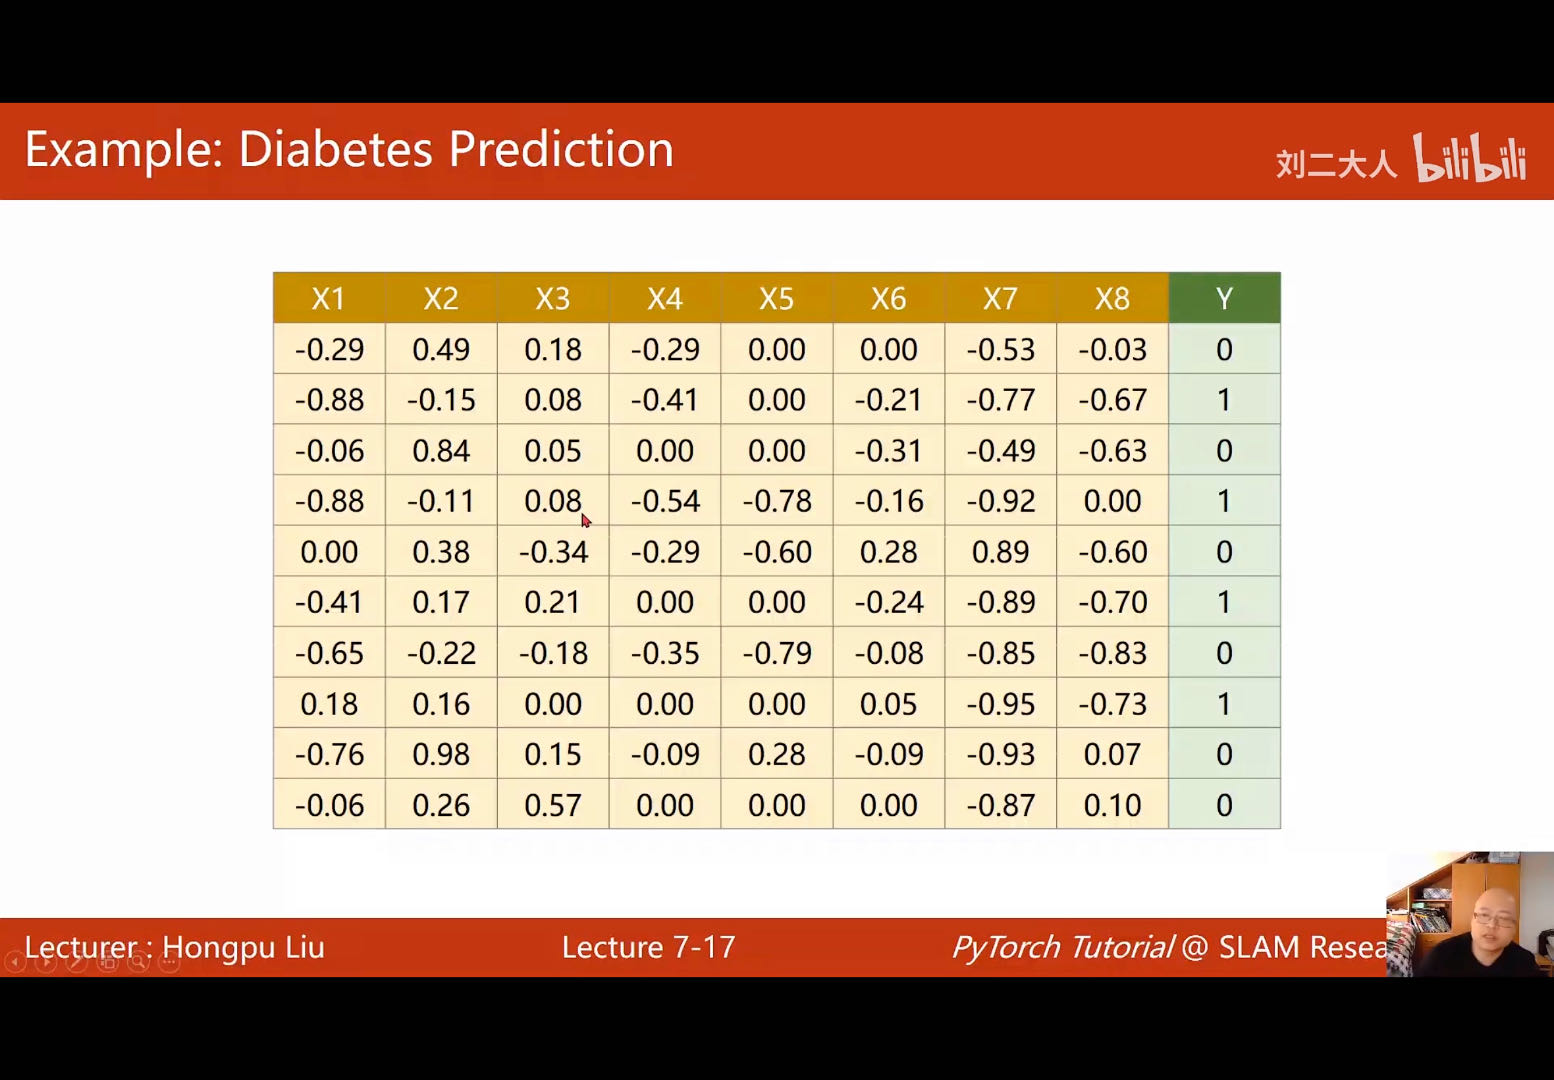 Example: Diabetes Prediction
刘二大人 bilibili
X1 X2 X3 X4 X5 X6 X7 X8 Y
-0.29 0.49 0.18 -0.29 0.00 0.00 -0.53 -0.03 0
-0.88 -0.15 0.08 -0.41 0.00 -0.21 -0.77 -0.67 1
-0.06 0.84 0.05 0.00 0.00 -0.31 -0.49 -0.63 0
-0.88 -0.11 0.08 -0.54 -0.78 -0.16 -0.92 0.00 1
0.00 0.38 -0.34 -0.29 -0.60 0.28 0.89 -0.60 0
-0.41 0.17 0.21 0.00 0.00 -0.24 -0.89 -0.70 1
-0.65 -0.22 -0.18 -0.35 -0.79 -0.08 -0.85 -0.83 0
0.18 0.16 0.00 0.00 0.00 0.05 -0.95 -0.73 1
-0.76 0.98 0.15 -0.09 0.28 -0.09 -0.93 0.07 0
-0.06 0.26 0.57 0.00 0.00 0.00 -0.87 0.10 0
Lecturer : Hongpu Liu
Lecture 7-17
PyTorch Tutorial @ SLAM Resea